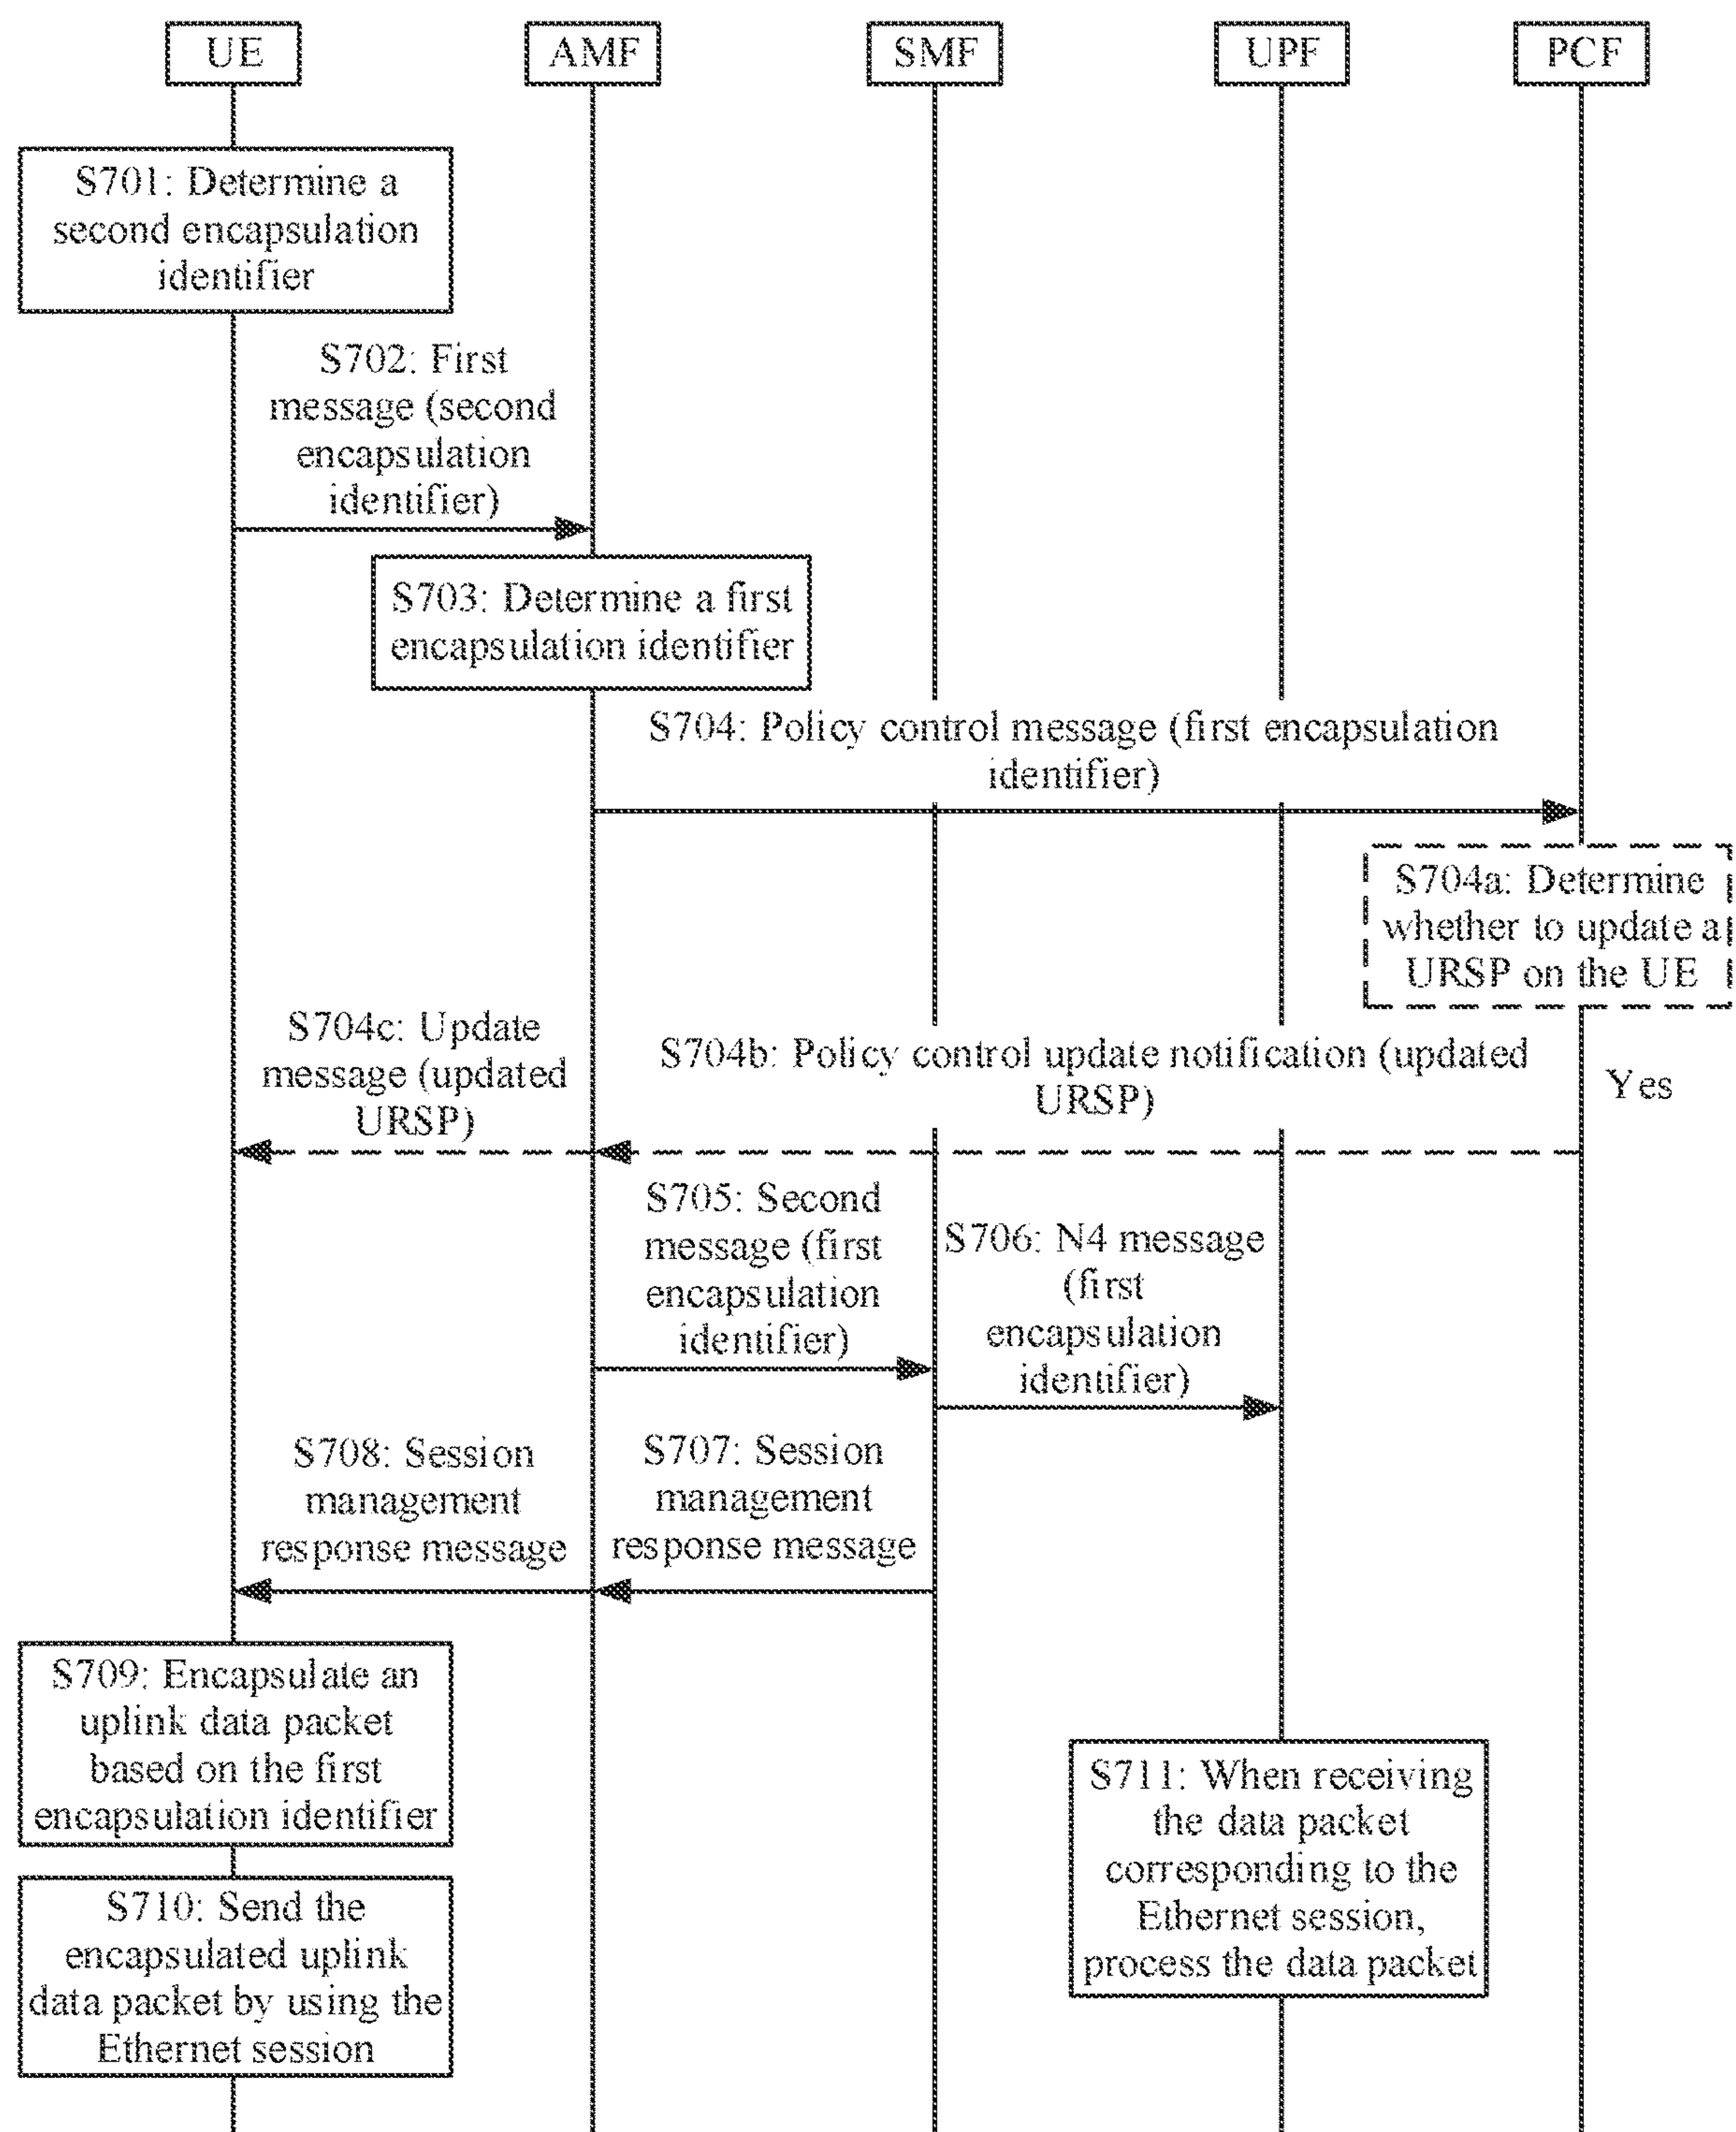 UE
AMF
SMF
UPF
PCF
S701: Determine a
second encapsulation
identifier
S702: First
message (second
encapsulation
identifier)
S703: Determine a first
encapsulation identifier
S704: Policy control message (first encapsulation
identifier)
S704a: Determine
whether to update a
URSP on the UE
S704c: Update
message (updated
URSP)
S704b: Policy control update notification (updated
URSP)
Yes
S705: Second
message (first
encapsulation
identifier)
S706: N4 message
(first
encapsulation
identifier)
S708: Session
management
response message
S707: Session
management
response message
S709: Encapsulate an
uplink data packet
based on the first
encapsulation identifier
S710: Send the
encapsulated uplink
data packet by using the
Ethernet session
S711: When receiving
the data packet
corresponding to the
Ethernet session,
process the data packet